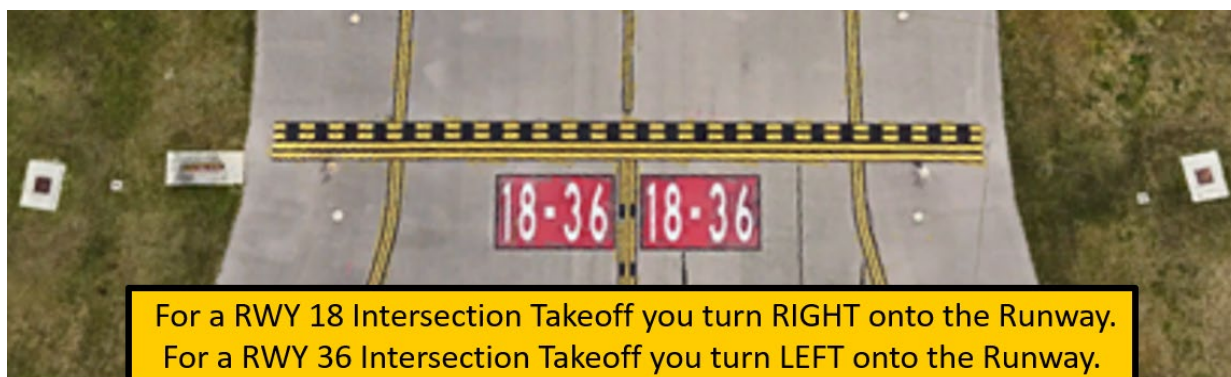 18-36 18-36
For a RWY 18 Intersection Takeoff you turn RIGHT onto the Runway.
For a RWY 36 Intersection Takeoff you turn LEFT onto the Runway.